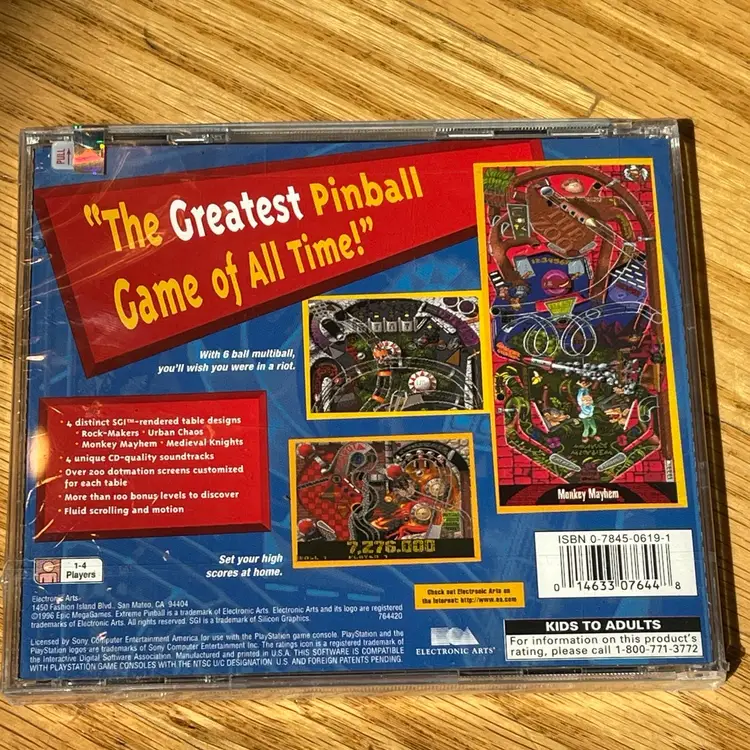 PULL
"The Greatest Pinball
Game of All Time!"
With 6 ball multiball,
you'll wish you were in a riot.
· 4 distinct SGI™-rendered table designs
· Rock-Makers · Urban Chaos
· Monkey Mayhem · Medieval Knights
· 4 unique CD-quality soundtracks
· Over 200 dotmation screens customized
for each table
· More than 100 bonus levels to discover
· Fluid scrolling and motion
Monkey Mayhem
7,276,000
Set your high
scores at home.
1-4
Players
Check out Electronic Arts on
the Internet: http://www.ea.com
ISBN 0-7845-0619-1
0 14633 07644 8
Electronic Arts
1450 Fashion Island Blvd., San Mateo, CA 94404
©1996 Epic MegaGames. Extreme Pinball is a trademark of Electronic Arts. Electronic Arts and its logo are registered
trademarks of Electronic Arts. All rights reserved. SGI is a trademark of Silicon Graphics. 764420
Licensed by Sony Computer Entertainment America for use with the PlayStation game console. PlayStation and the
PlayStation logos are trademarks of Sony Computer Entertainment Inc. The ratings icon is a registered trademark of
the Interactive Digital Software Association. Manufactured and printed in U.S.A. THIS SOFTWARE IS COMPATIBLE
WITH PLAYSTATION GAME CONSOLES WITH THE NTSC U/C DESIGNATION. U.S. AND FOREIGN PATENTS PENDING.
ELECTRONIC ARTS®
KIDS TO ADULTS
For information on this product's
rating, please call 1-800-771-3772